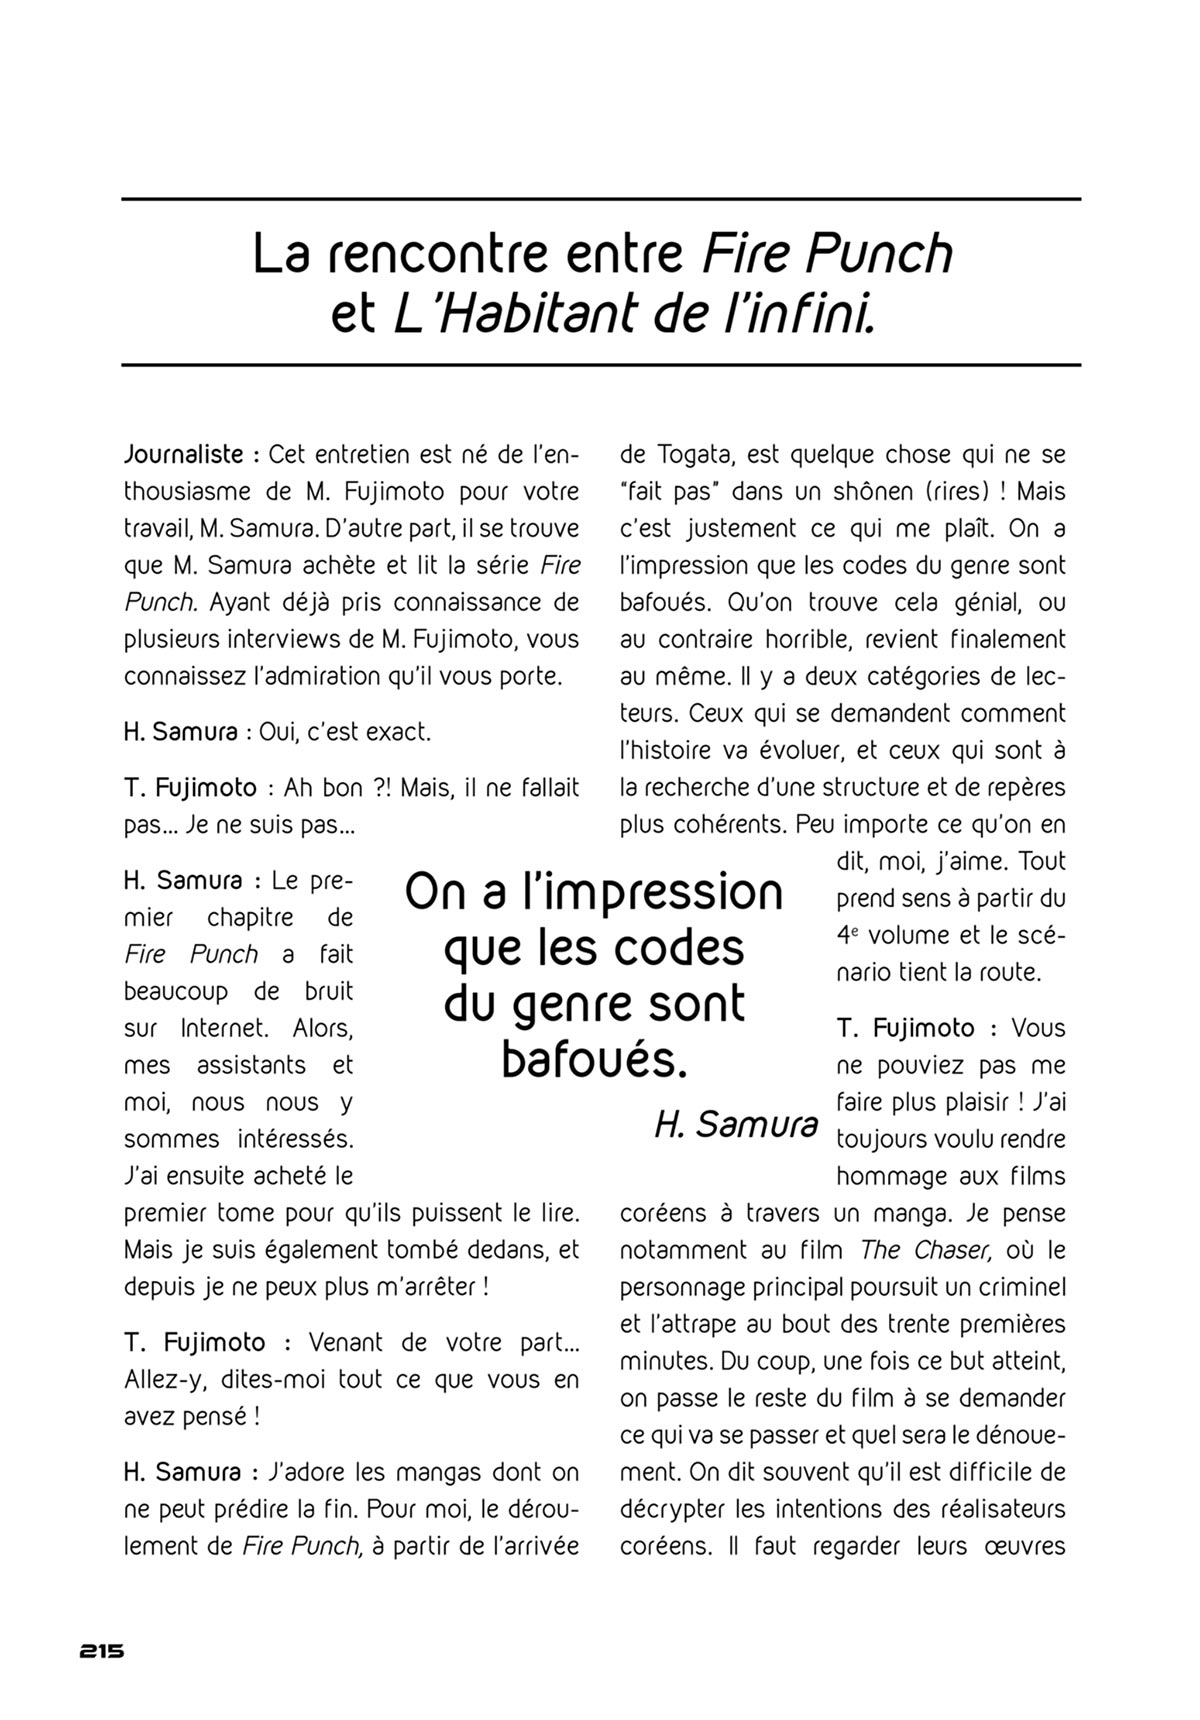 La rencontre entre Fire Punch
et L'Habitant de l'infini.
Journaliste : Cet entretien est né de l'en-
thousiasme de M. Fujimoto pour votre
travail, M. Samura. D'autre part, il se trouve
que M. Samura achète et lit la série Fire
Punch. Ayant déjà pris connaissance de
plusieurs interviews de M. Fujimoto, vous
connaissez l'admiration qu'il vous porte.
H. Samura : Oui, c'est exact.
T. Fujimoto : Ah bon ?! Mais, il ne fallait
pas... Je ne suis pas...
H. Samura : Le pre-
mier chapitre de
Fire Punch a fait
beaucoup de bruit
sur Internet. Alors,
mes assistants et
moi, nous nous y
sommes intéressés.
J'ai ensuite acheté le
premier tome pour qu'ils puissent le lire.
Mais je suis également tombé dedans, et
depuis je ne peux plus m'arrêter !
T. Fujimoto : Venant de votre part...
Allez-y, dites-moi tout ce que vous en
avez pensé !
H. Samura : J'adore les mangas dont on
ne peut prédire la fin. Pour moi, le dérou-
lement de Fire Punch, à partir de l'arrivée
On a l'impression
que les codes
du genre sont
bafoués.
H. Samura
de Togata, est quelque chose qui ne se
“fait pas” dans un shônen (rires) ! Mais
c'est justement ce qui me plaît. On a
l'impression que les codes du genre sont
bafoués. Qu'on trouve cela génial, ou
au contraire horrible, revient finalement
au même. Il y a deux catégories de lec-
teurs. Ceux qui se demandent comment
l'histoire va évoluer, et ceux qui sont à
la recherche d'une structure et de repères
plus cohérents. Peu importe ce qu'on en
dit, moi, j'aime. Tout
prend sens à partir du
4e volume et le scé-
nario tient la route.
T. Fujimoto : Vous
ne pouviez pas me
faire plus plaisir ! J'ai
toujours voulu rendre
hommage aux films
coréens à travers un manga. Je pense
notamment au film The Chaser, où le
personnage principal poursuit un criminel
et l'attrape au bout des trente premières
minutes. Du coup, une fois ce but atteint,
on passe le reste du film à se demander
ce qui va se passer et quel sera le dénoue-
ment. On dit souvent qu'il est difficile de
décrypter les intentions des réalisateurs
coréens. Il faut regarder leurs œuvres
215